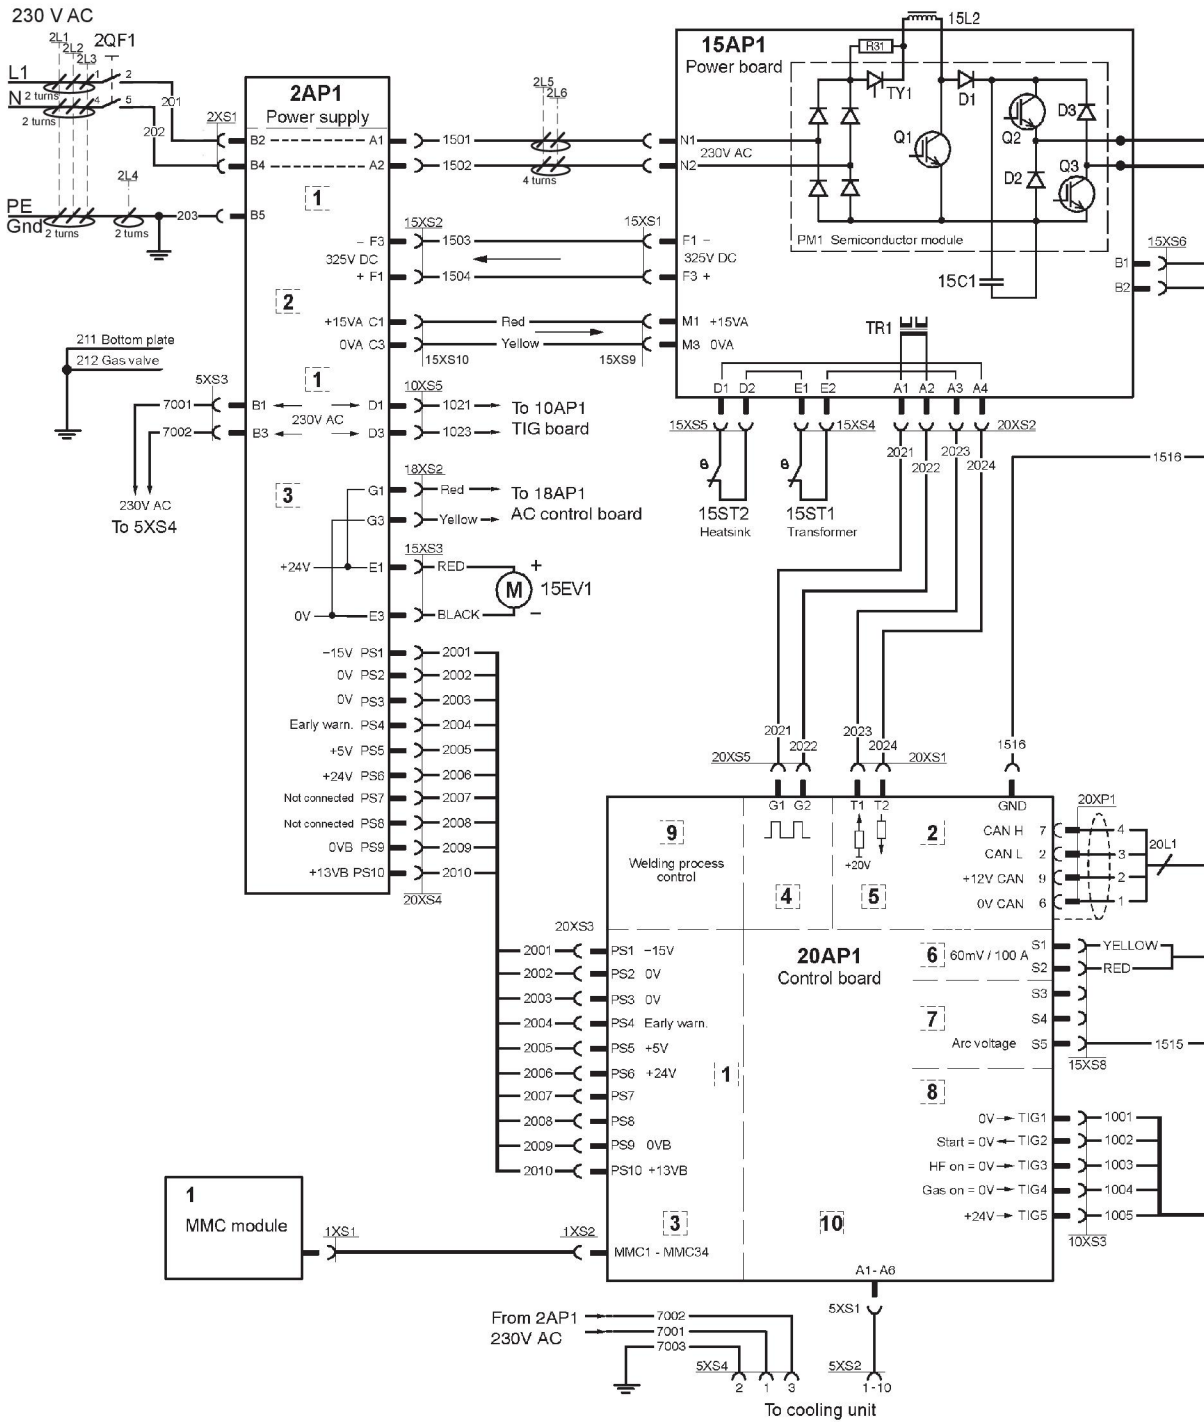 230 V AC
2L1
2L2
2L3
2QF1
L1
N
2 turns
2 turns
1
2
4
5
201
202
2XS1
PE
Gnd
2 turns
2L4
2 turns
203
2AP1
Power supply
B2
A1
B4
A2
B5
1
– F3
325V DC
+ F1
2
+15VA C1
0VA C3
1
B1
D1
230V AC
B3
D3
3
G1
G3
+24V
E1
0V
E3
–15V PS1
0V PS2
0V PS3
Early warn. PS4
+5V PS5
+24V PS6
Not connected PS7
Not connected PS8
0VB PS9
+13VB PS10
211 Bottom plate
212 Gas valve
5XS3
7001
7002
230V AC
To 5XS4
1501
1502
2L5
2L6
4 turns
15XS2
1503
1504
15XS1
Red
Yellow
15XS10
15XS9
10XS5
1021
1023
To 10AP1
TIG board
18XS2
Red
Yellow
To 18AP1
AC control board
15XS3
RED
BLACK
M
+
–
15EV1
2001
2002
2003
2004
2005
2006
2007
2008
2009
2010
20XS4
15L2
15AP1
Power board
R31
TY1
D1
Q1
Q2
D3
D2
Q3
N1
230V AC
N2
PM1 Semiconductor module
F1 –
325V DC
F3 +
15C1
M1 +15VA
M3 0VA
TR1
B1
B2
15XS6
D1
D2
E1
E2
A1
A2
A3
A4
15XS5
15XS4
20XS2
θ
15ST2
Heatsink
θ
15ST1
Transformer
2021
2022
2023
2024
1516
2021
2022
2023
2024
1516
20XS5
20XS1
G1
G2
T1
T2
GND
+20V
9
Welding process
control
4
5
2
CAN H 7
CAN L 2
+12V CAN 9
0V CAN 6
20XP1
4
3
2
1
20L1
20AP1
Control board
6
60mV / 100 A
S1
S2
YELLOW
RED
7
S3
S4
Arc voltage S5
15XS8
1515
8
0V TIG1
Start = 0V TIG2
HF on = 0V TIG3
Gas on = 0V TIG4
+24V TIG5
1001
1002
1003
1004
1005
10XS3
20XS3
2001
2002
2003
2004
2005
2006
2007
2008
2009
2010
PS1 –15V
PS2 0V
PS3 0V
PS4 Early warn.
PS5 +5V
PS6 +24V
PS7
PS8
PS9 0VB
PS10 +13VB
1
3
10
MMC1 - MMC34
A1- A6
1
MMC module
1XS1
1XS2
From 2AP1
230V AC
7002
7001
7003
5XS4
2
1
3
5XS1
5XS2
1-10
To cooling unit